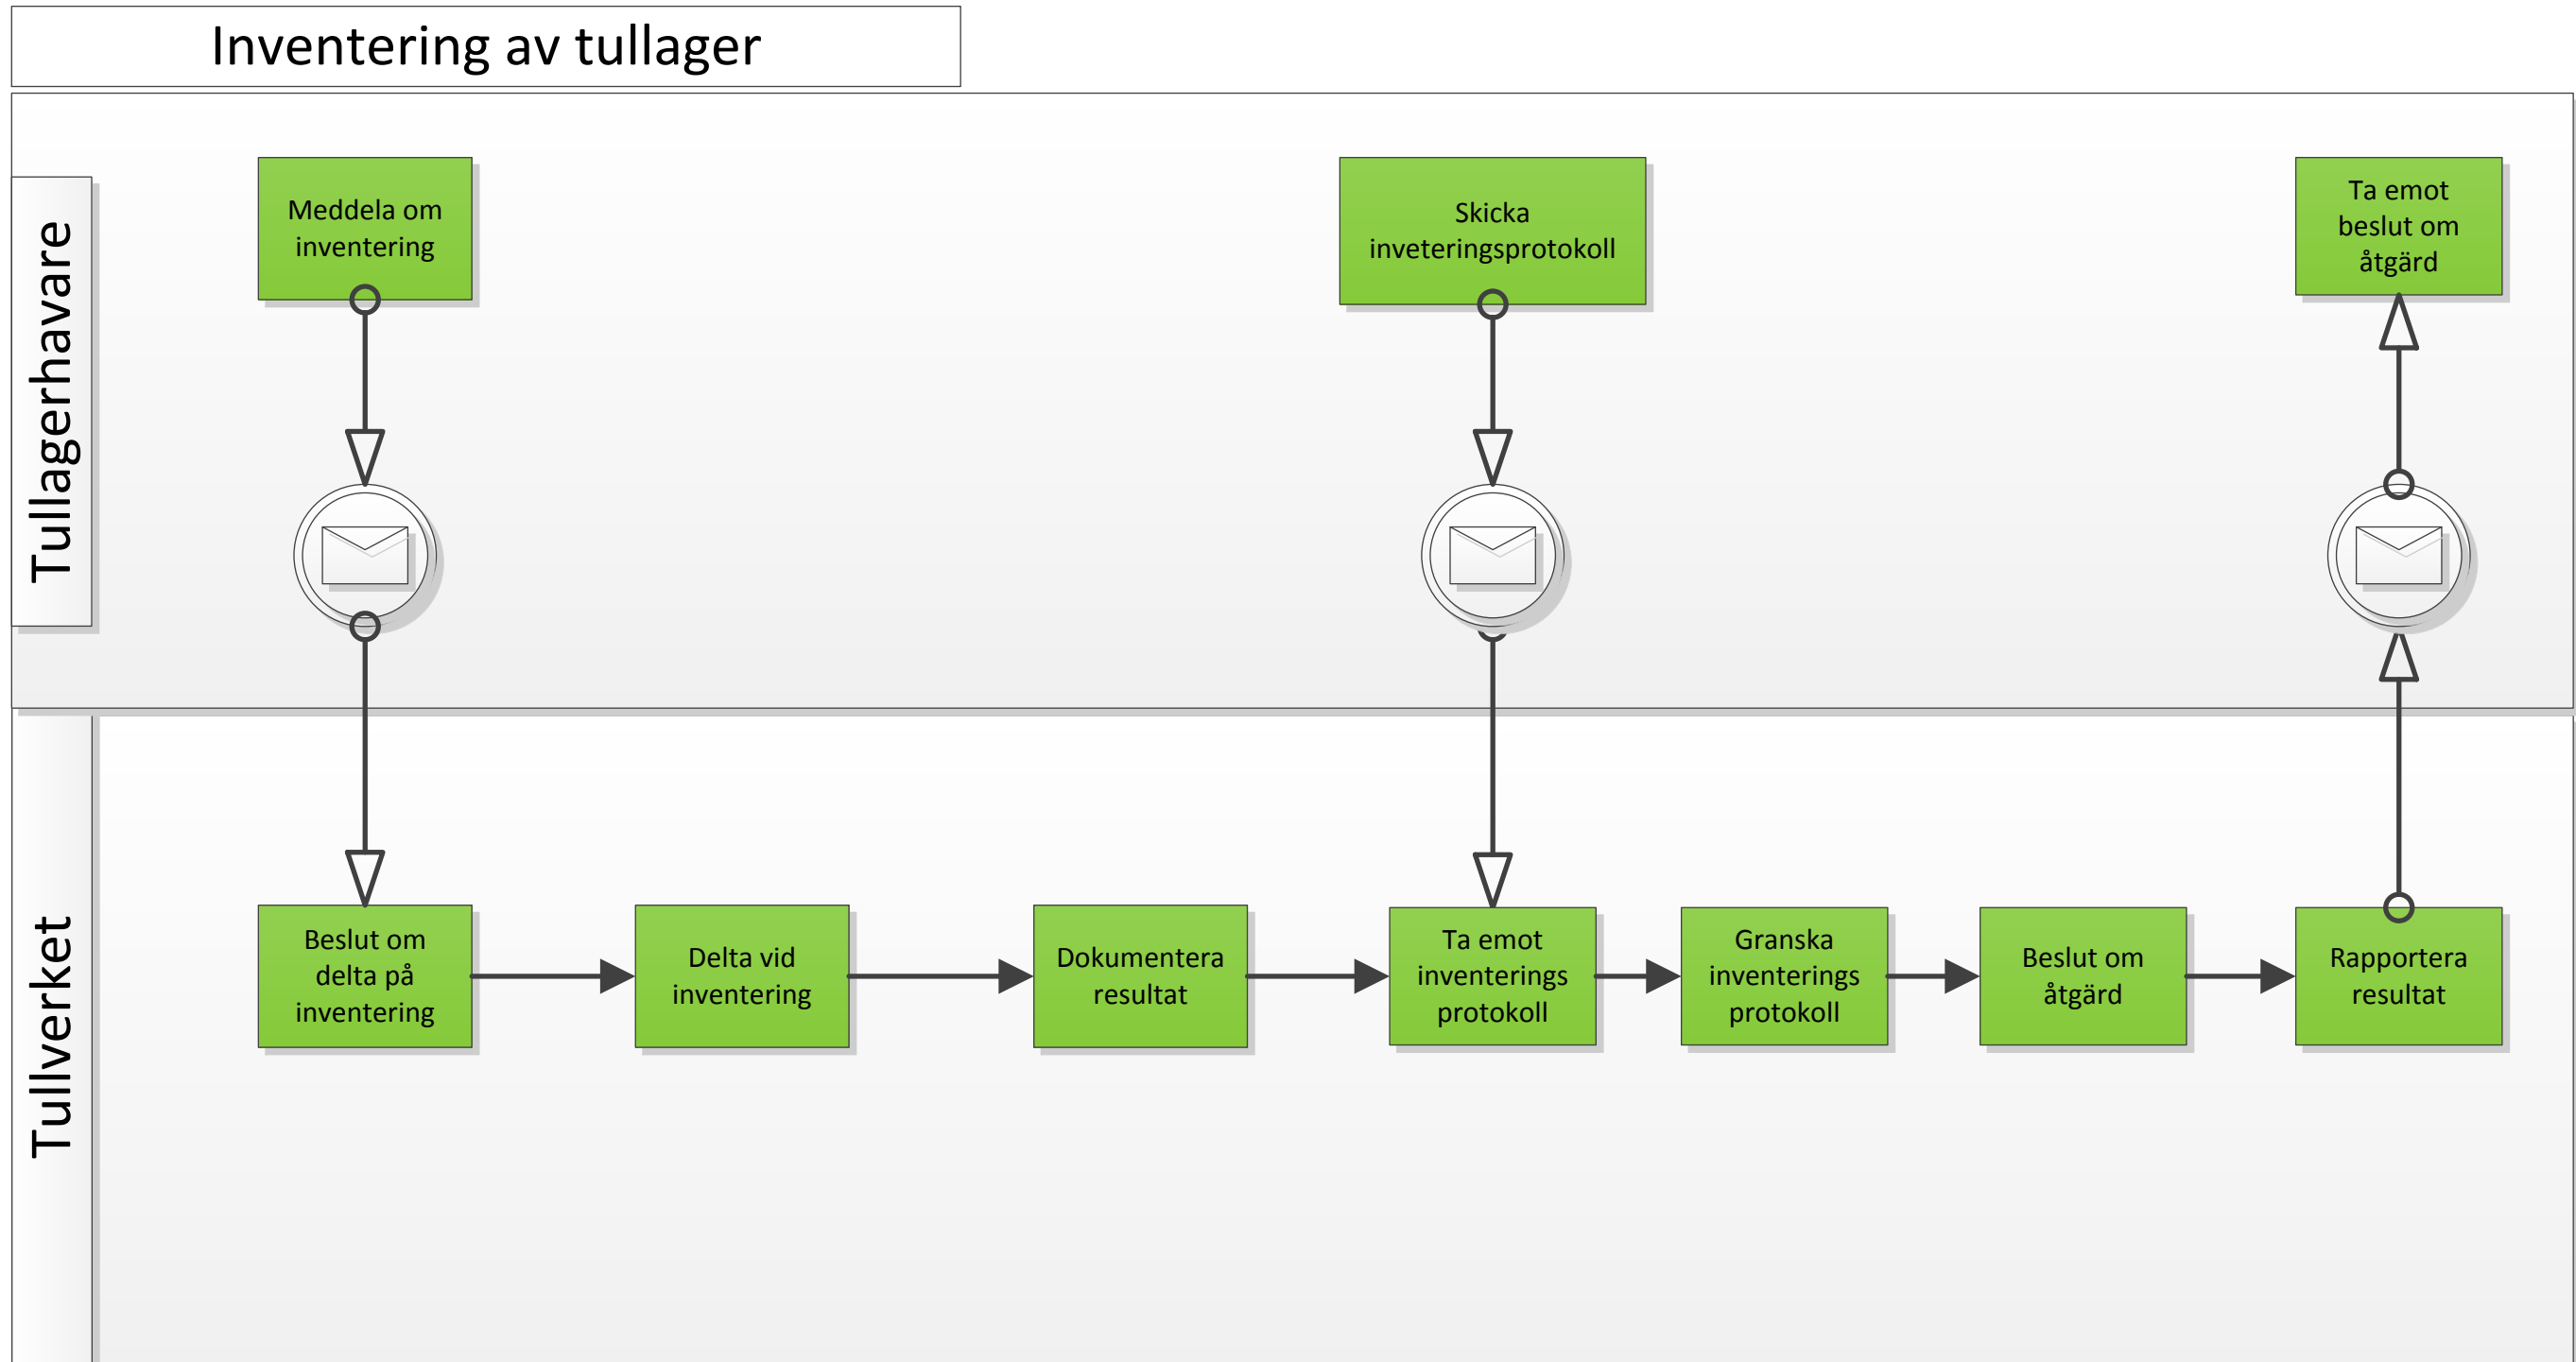 Inventering av tullager
Tullagerhavare
Meddela om
inventering
Skicka
inveteringsprotokoll
Ta emot
beslut om
åtgärd
Tullverket
Beslut om
delta på
inventering
Delta vid
inventering
Dokumentera
resultat
Ta emot
inventerings
protokoll
Granska
inventerings
protokoll
Beslut om
åtgärd
Rapportera
resultat